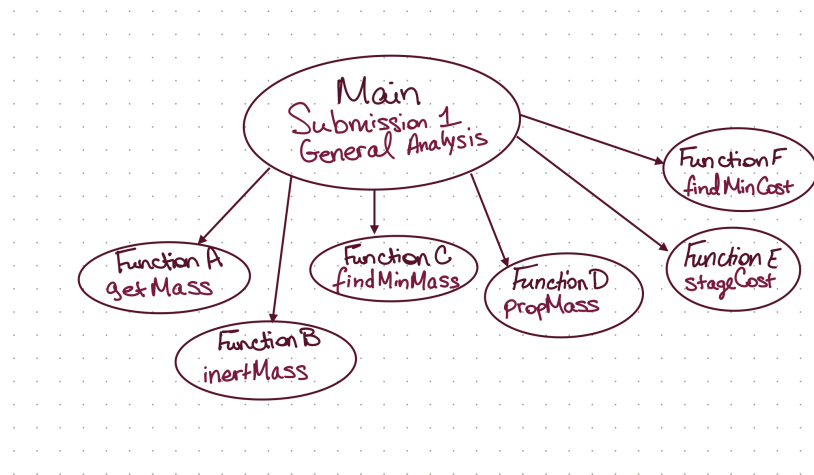 Main
Submission 1
General Analysis
Function A
getMass
Function B
inertMass
Function C
findMinMass
Function D
propMass
Function E
stageCost
Function F
findMinCost